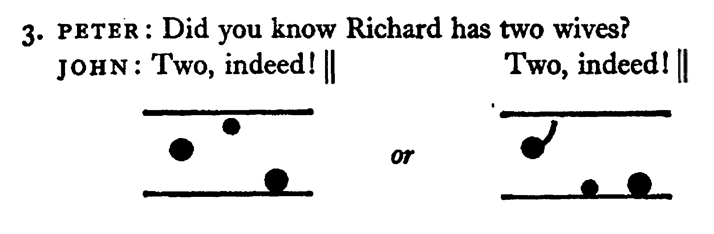 3. PETER: Did you know Richard has two wives?
JOHN: Two, indeed! ‖ Two, indeed! ‖
or